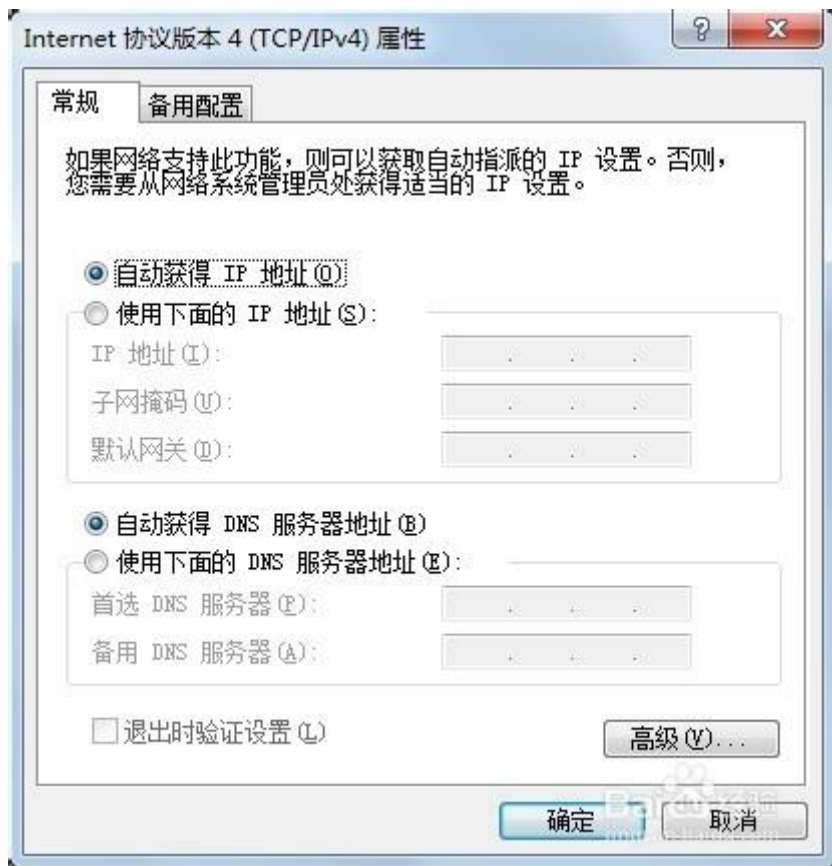 Internet 协议版本 4 (TCP/IPv4) 属性
常规
备用配置
如果网络支持此功能，则可以获取自动指派的 IP 设置。否则，
您需要从网络系统管理员处获得适当的 IP 设置。
自动获得 IP 地址(O)
使用下面的 IP 地址(S):
IP 地址(I):
子网掩码(U):
默认网关(D):
自动获得 DNS 服务器地址(B)
使用下面的 DNS 服务器地址(E):
首选 DNS 服务器(P):
备用 DNS 服务器(A):
退出时验证设置(L)
高级(V)...
确定
取消